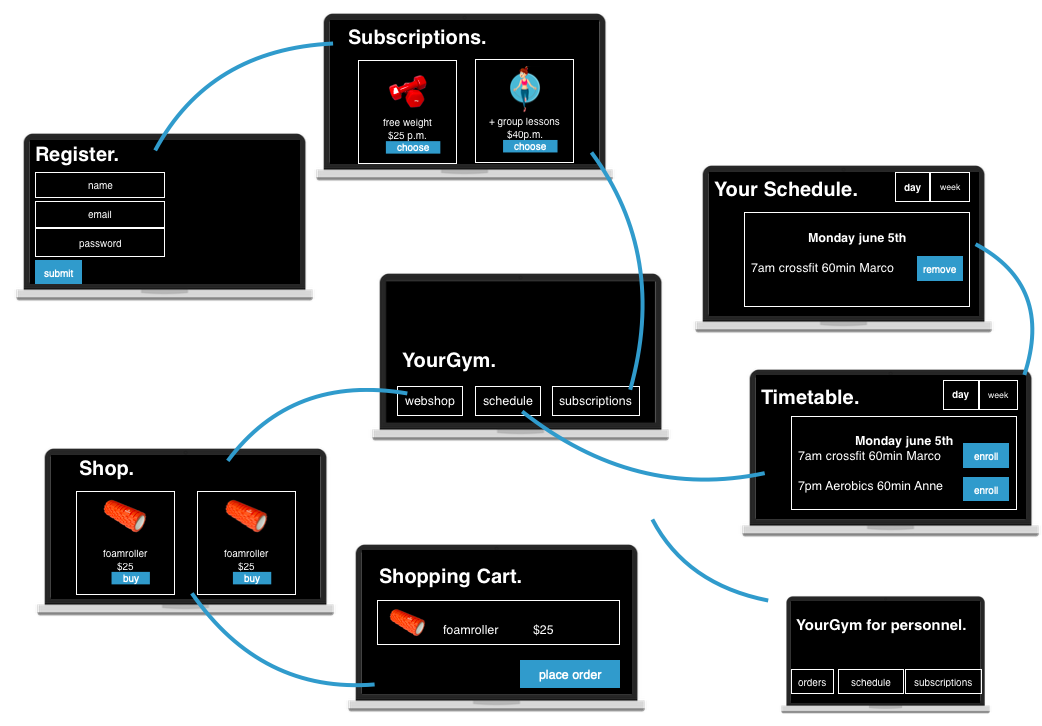 Subscriptions.
free weight
$25 p.m.
choose
+ group lessons
$40p.m.
choose
Register.
name
email
password
submit
Your Schedule.
day
week
Monday june 5th
7am crossfit 60min Marco
remove
YourGym.
webshop
schedule
subscriptions
Timetable.
day
week
Monday june 5th
7am crossfit 60min Marco
enroll
7pm Aerobics 60min Anne
enroll
Shop.
foamroller
$25
buy
foamroller
$25
buy
Shopping Cart.
foamroller
$25
place order
YourGym for personnel.
orders
schedule
subscriptions